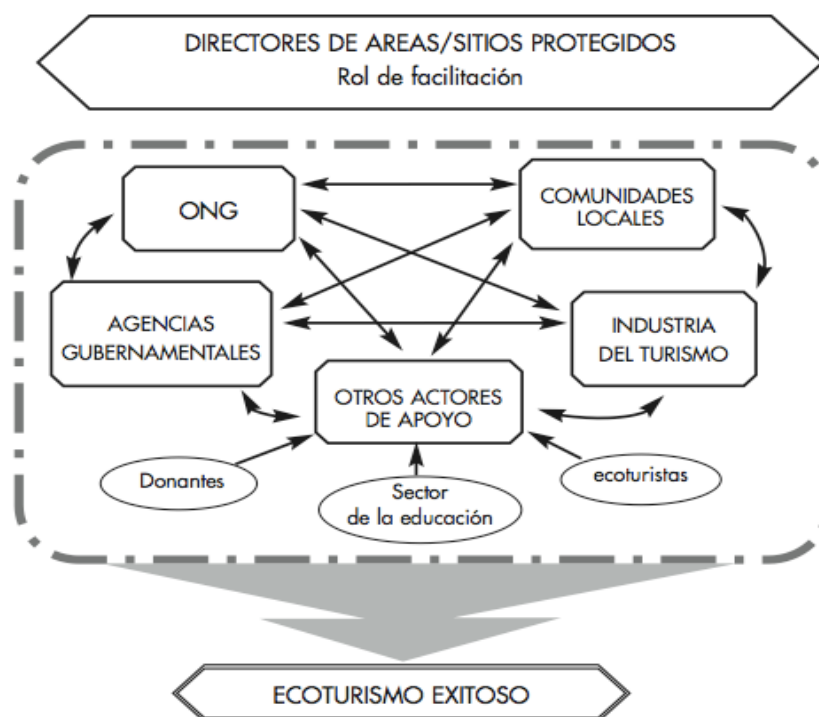 DIRECTORES DE AREAS/SITIOS PROTEGIDOS
Rol de facilitación
ONG
COMUNIDADES
LOCALES
AGENCIAS
GUBERNAMENTALES
INDUSTRIA
DEL TURISMO
OTROS ACTORES
DE APOYO
Donantes
Sector
de la educación
ecoturistas
ECOTURISMO EXITOSO